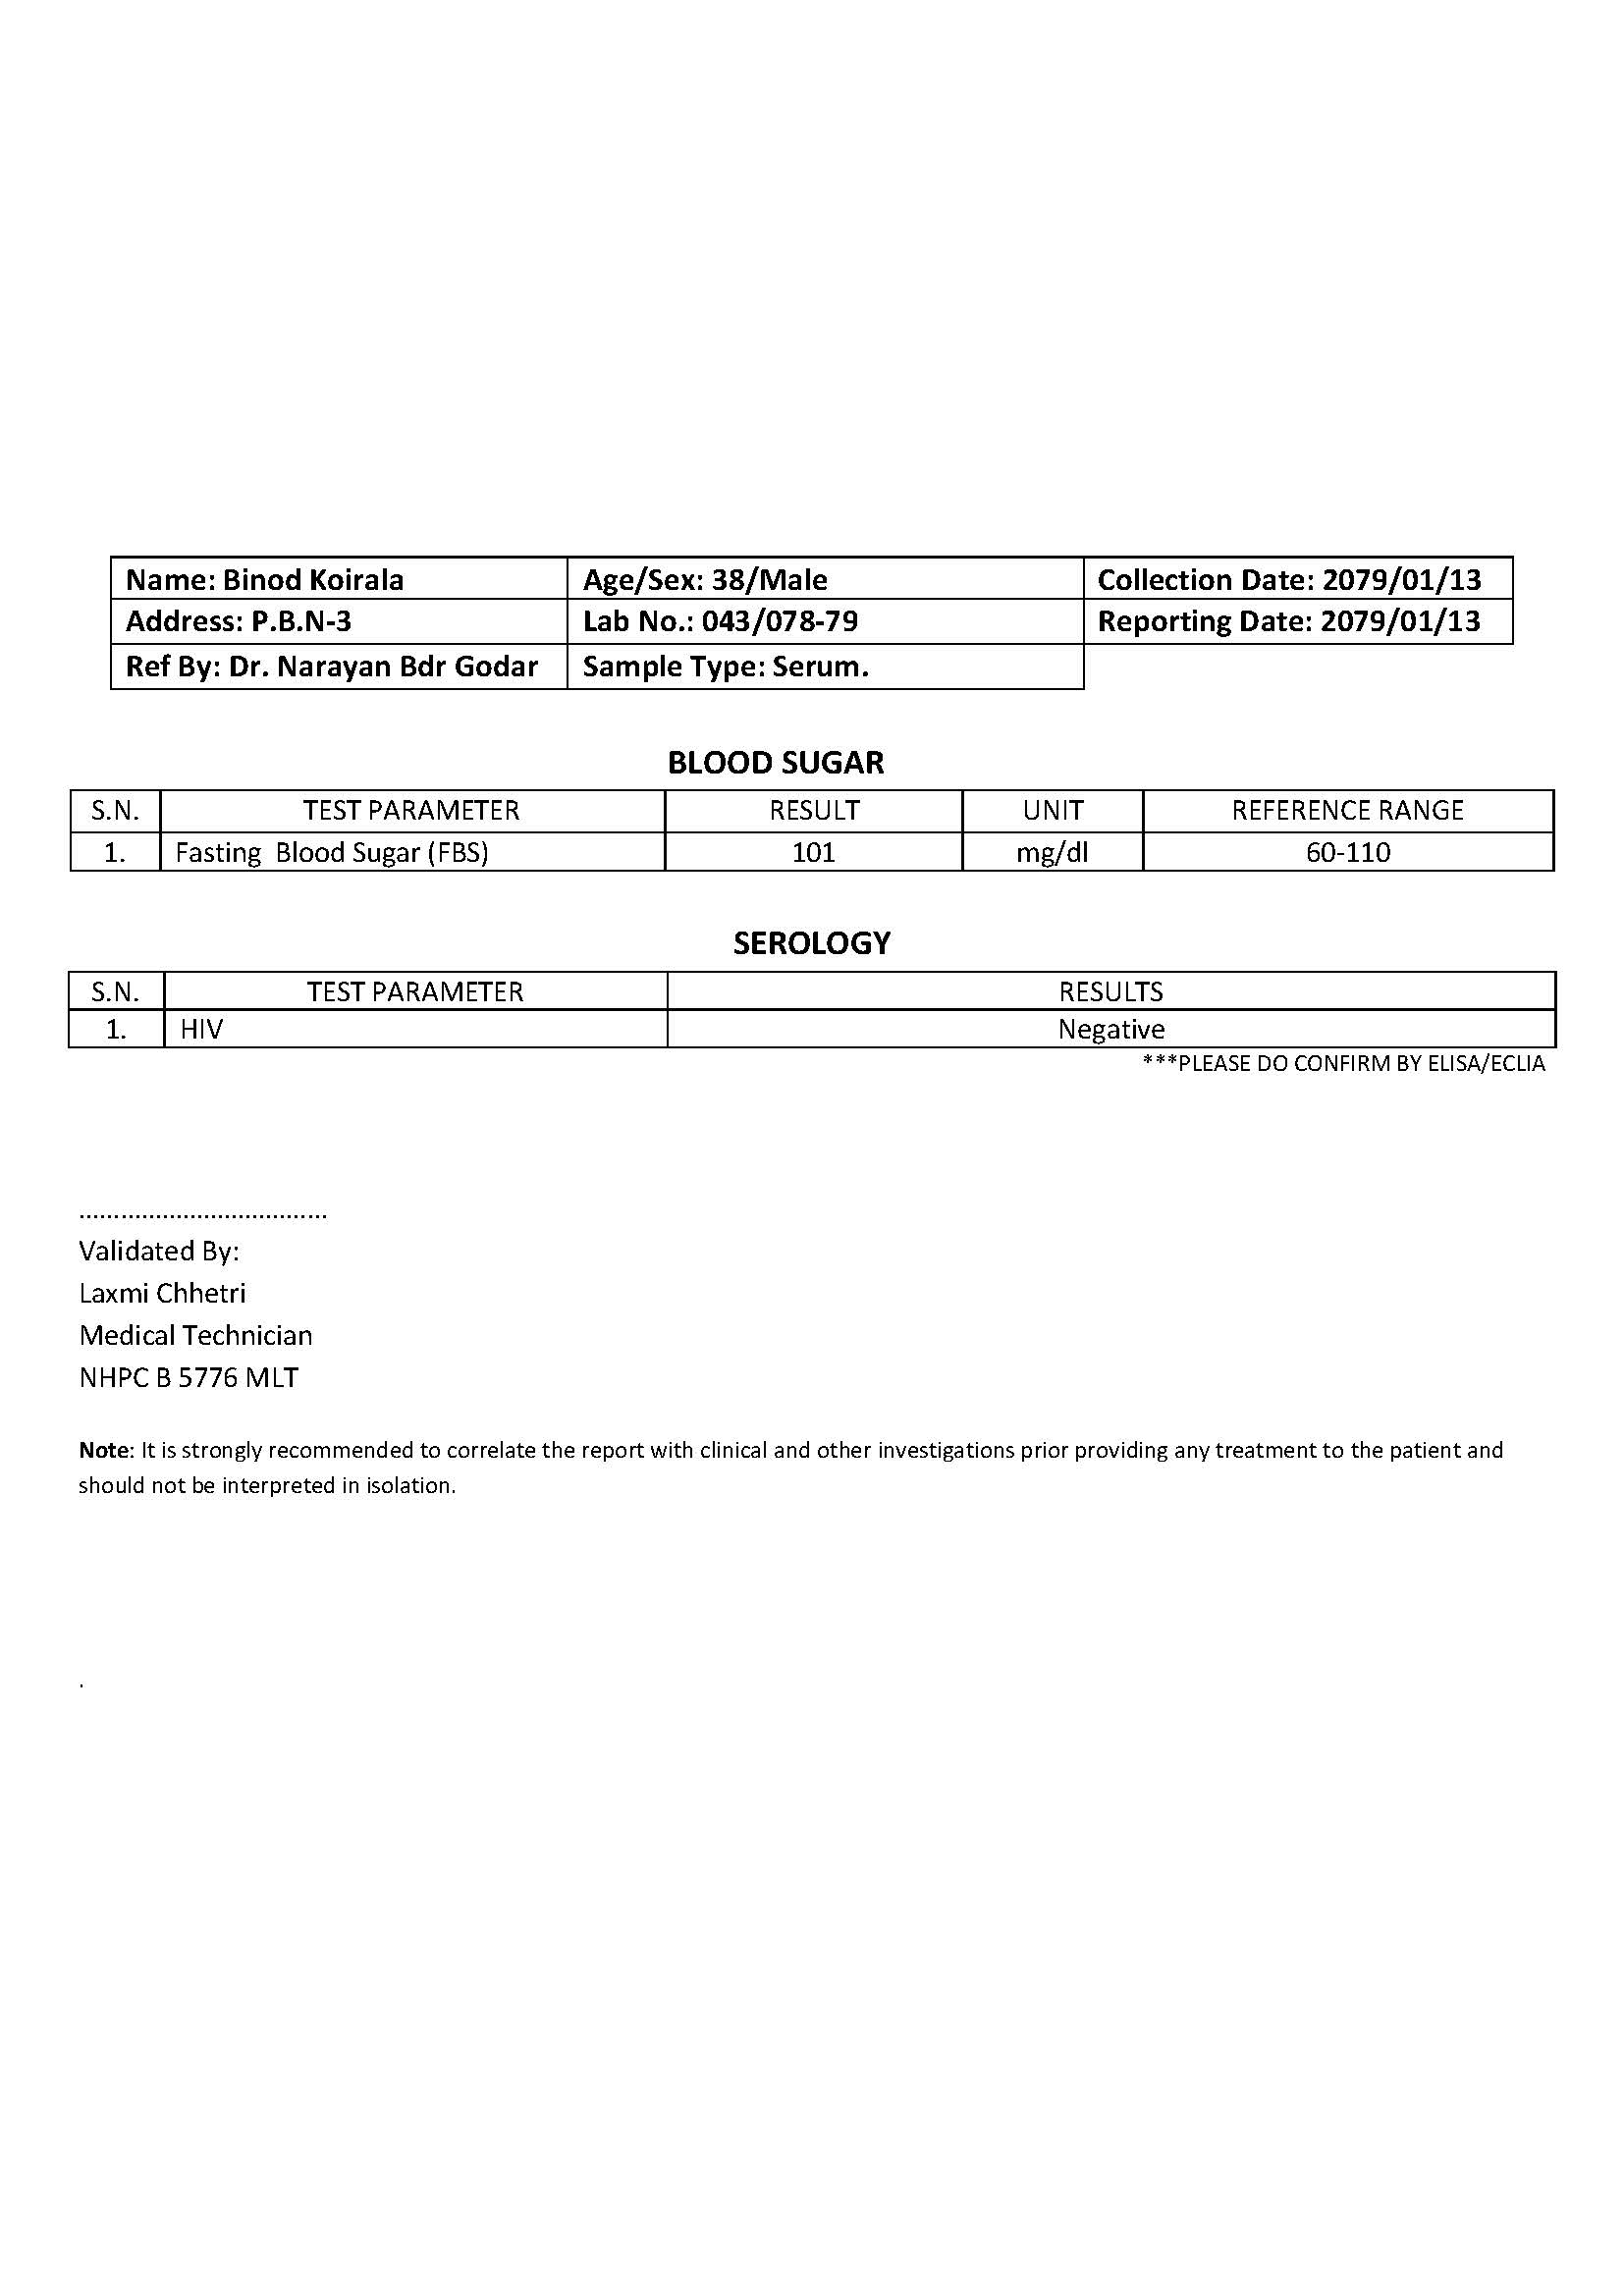 Name: Binod Koirala Age/Sex: 38/Male Collection Date: 2079/01/13
Address: P.B.N-3 Lab No.: 043/078-79 Reporting Date: 2079/01/13
Ref By: Dr. Narayan Bdr Godar Sample Type: Serum.
BLOOD SUGAR
S.N. TEST PARAMETER RESULT UNIT REFERENCE RANGE
1. Fasting  Blood Sugar (FBS) 101 mg/dl 60-110
SEROLOGY
S.N. TEST PARAMETER RESULTS
1. HIV Negative
***PLEASE DO CONFIRM BY ELISA/ECLIA
....................................
Validated By:
Laxmi Chhetri
Medical Technician
NHPC B 5776 MLT
Note: It is strongly recommended to correlate the report with clinical and other investigations prior providing any treatment to the patient and
should not be interpreted in isolation.
.